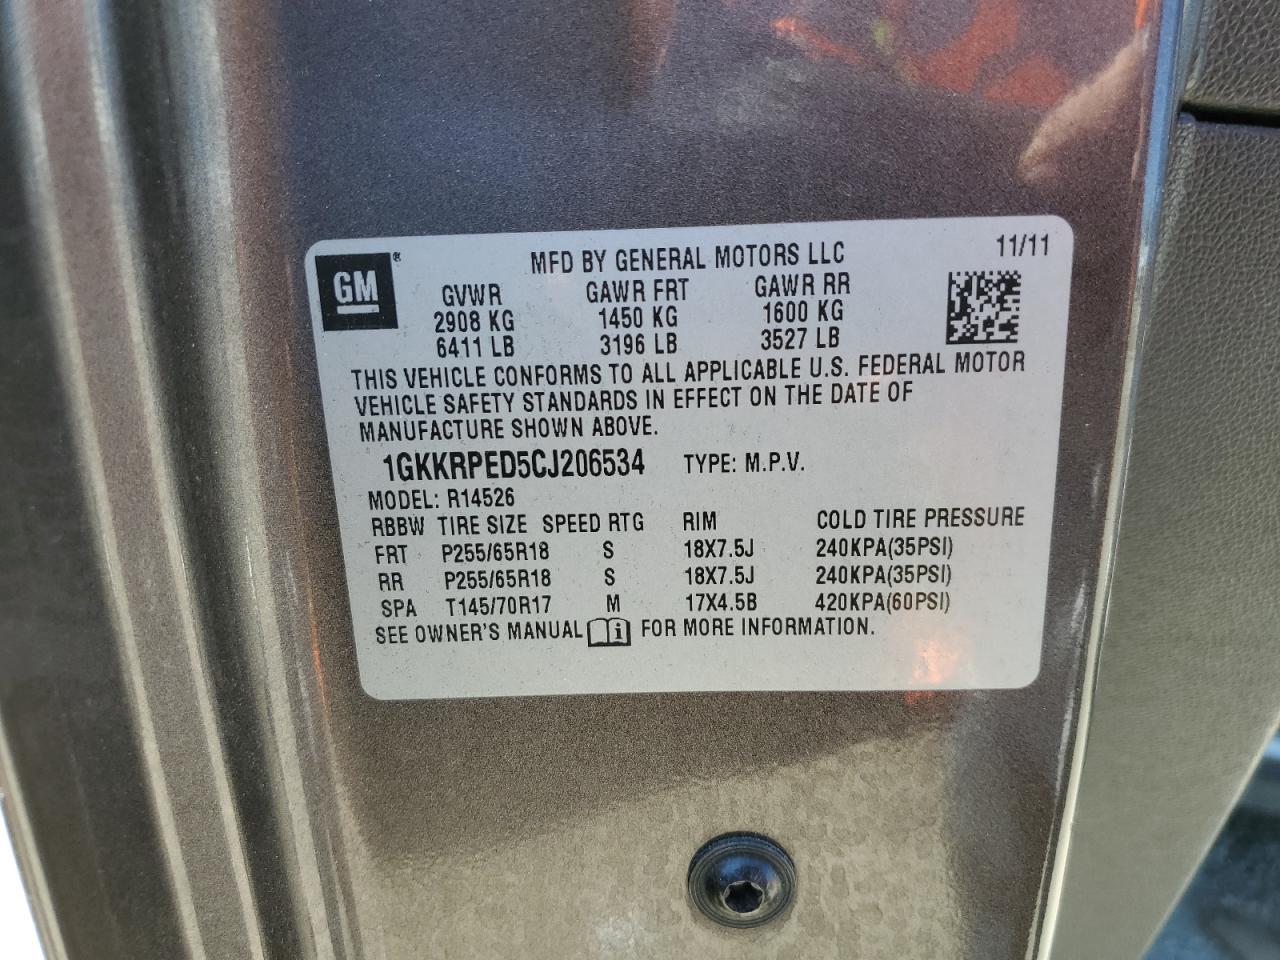 GM®
MFD BY GENERAL MOTORS LLC 11/11
GVWR GAWR FRT GAWR RR
2908 KG 1450 KG 1600 KG
6411 LB 3196 LB 3527 LB
THIS VEHICLE CONFORMS TO ALL APPLICABLE U.S. FEDERAL MOTOR
VEHICLE SAFETY STANDARDS IN EFFECT ON THE DATE OF
MANUFACTURE SHOWN ABOVE.
1GKKRPED5CJ206534 TYPE: M.P.V.
MODEL: R14526
RBBW TIRE SIZE SPEED RTG RIM COLD TIRE PRESSURE
FRT P255/65R18 S 18X7.5J 240KPA(35PSI)
RR P255/65R18 S 18X7.5J 240KPA(35PSI)
SPA T145/70R17 M 17X4.5B 420KPA(60PSI)
SEE OWNER'S MANUAL FOR MORE INFORMATION.